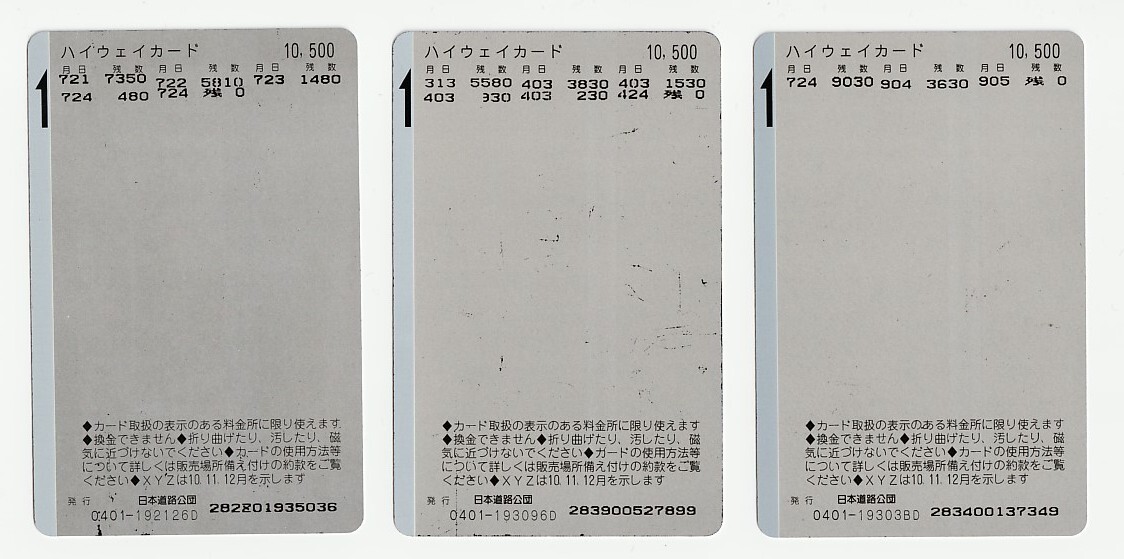 ハイウェイカード 10,500
月日 残数 月日 残数 月日 残数
721 7350 722 5810 723 1480
724 480 724 残 0
◆カード取扱の表示のある料金所に限り使えます
◆換金できません◆折り曲げたり、汚したり、磁
気に近づけないでください◆カードの使用方法等
について詳しくは販売場所備え付けの約款をご覧
ください◆XYZは10.11.12月を示します
発行 日本道路公団
0401-192126D 282201935036
ハイウェイカード 10,500
月日 残数 月日 残数 月日 残数
313 5580 403 3830 403 1530
403 930 403 230 424 残 0
◆カード取扱の表示のある料金所に限り使えます
◆換金できません◆折り曲げたり、汚したり、磁
気に近づけないでください◆カードの使用方法等
について詳しくは販売場所備え付けの約款をご覧
ください◆XYZは10.11.12月を示します
発行 日本道路公団
0401-193096D 283900527899
ハイウェイカード 10,500
月日 残数 月日 残数 月日 残数
724 9030 904 3630 905 残 0
◆カード取扱の表示のある料金所に限り使えます
◆換金できません◆折り曲げたり、汚したり、磁
気に近づけないでください◆カードの使用方法等
について詳しくは販売場所備え付けの約款をご覧
ください◆XYZは10.11.12月を示します
発行 日本道路公団
0401-19303BD 283400137349